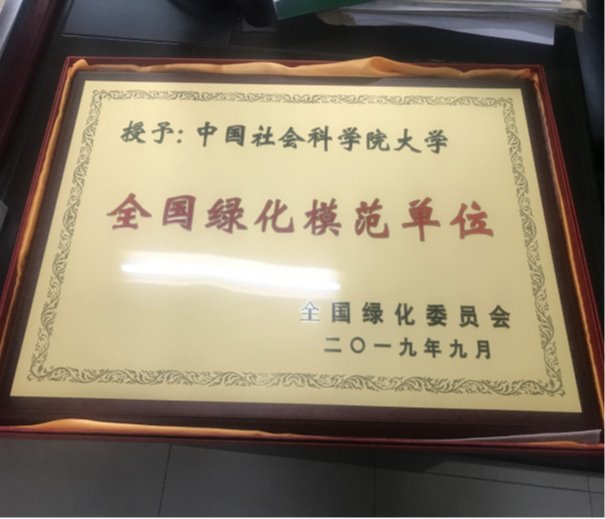 授予:中国社会科学院大学
全国绿化模范单位
全国绿化委员会
二〇一九年九月